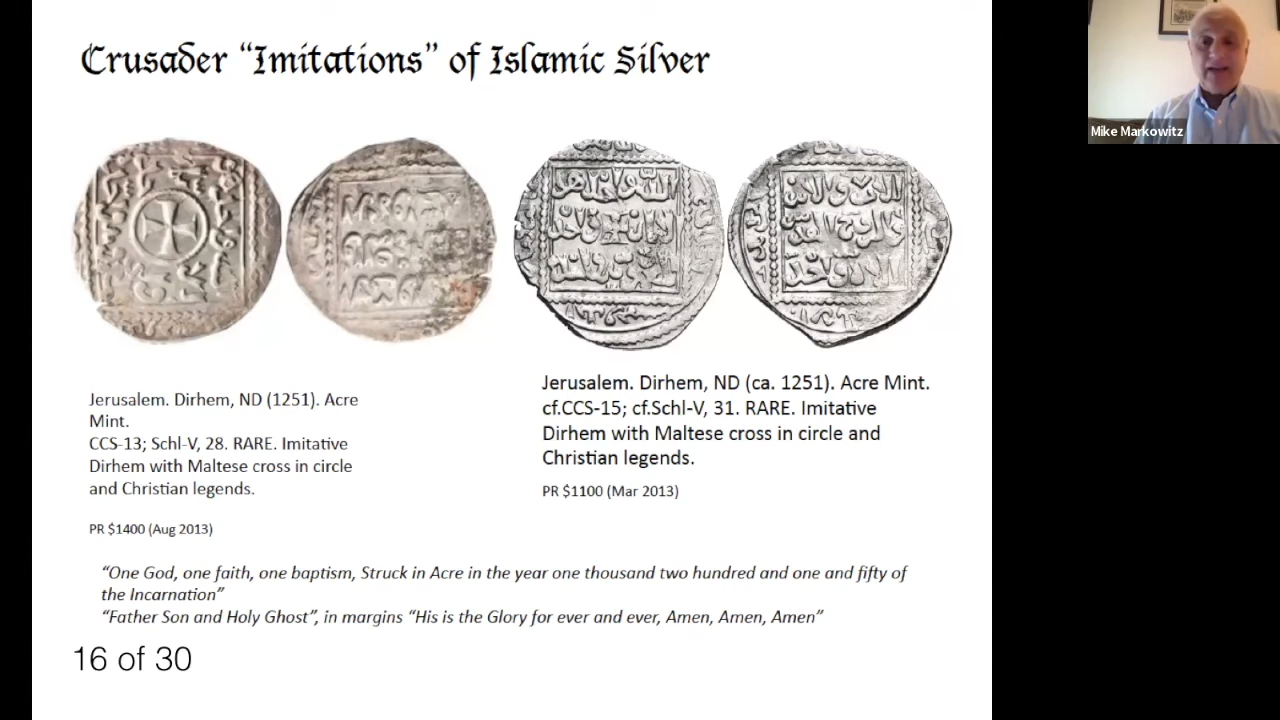 Crusader “Imitations” of Islamic Silver
Mike Markowitz
Jerusalem. Dirhem, ND (1251). Acre
Mint.
CCS-13; Schl-V, 28. RARE. Imitative
Dirhem with Maltese cross in circle
and Christian legends.
PR $1400 (Aug 2013)
Jerusalem. Dirhem, ND (ca. 1251). Acre Mint.
cf.CCS-15; cf.Schl-V, 31. RARE. Imitative
Dirhem with Maltese cross in circle and
Christian legends.
PR $1100 (Mar 2013)
“One God, one faith, one baptism, Struck in Acre in the year one thousand two hundred and one and fifty of
the Incarnation”
“Father Son and Holy Ghost”, in margins “His is the Glory for ever and ever, Amen, Amen, Amen”
16 of 30